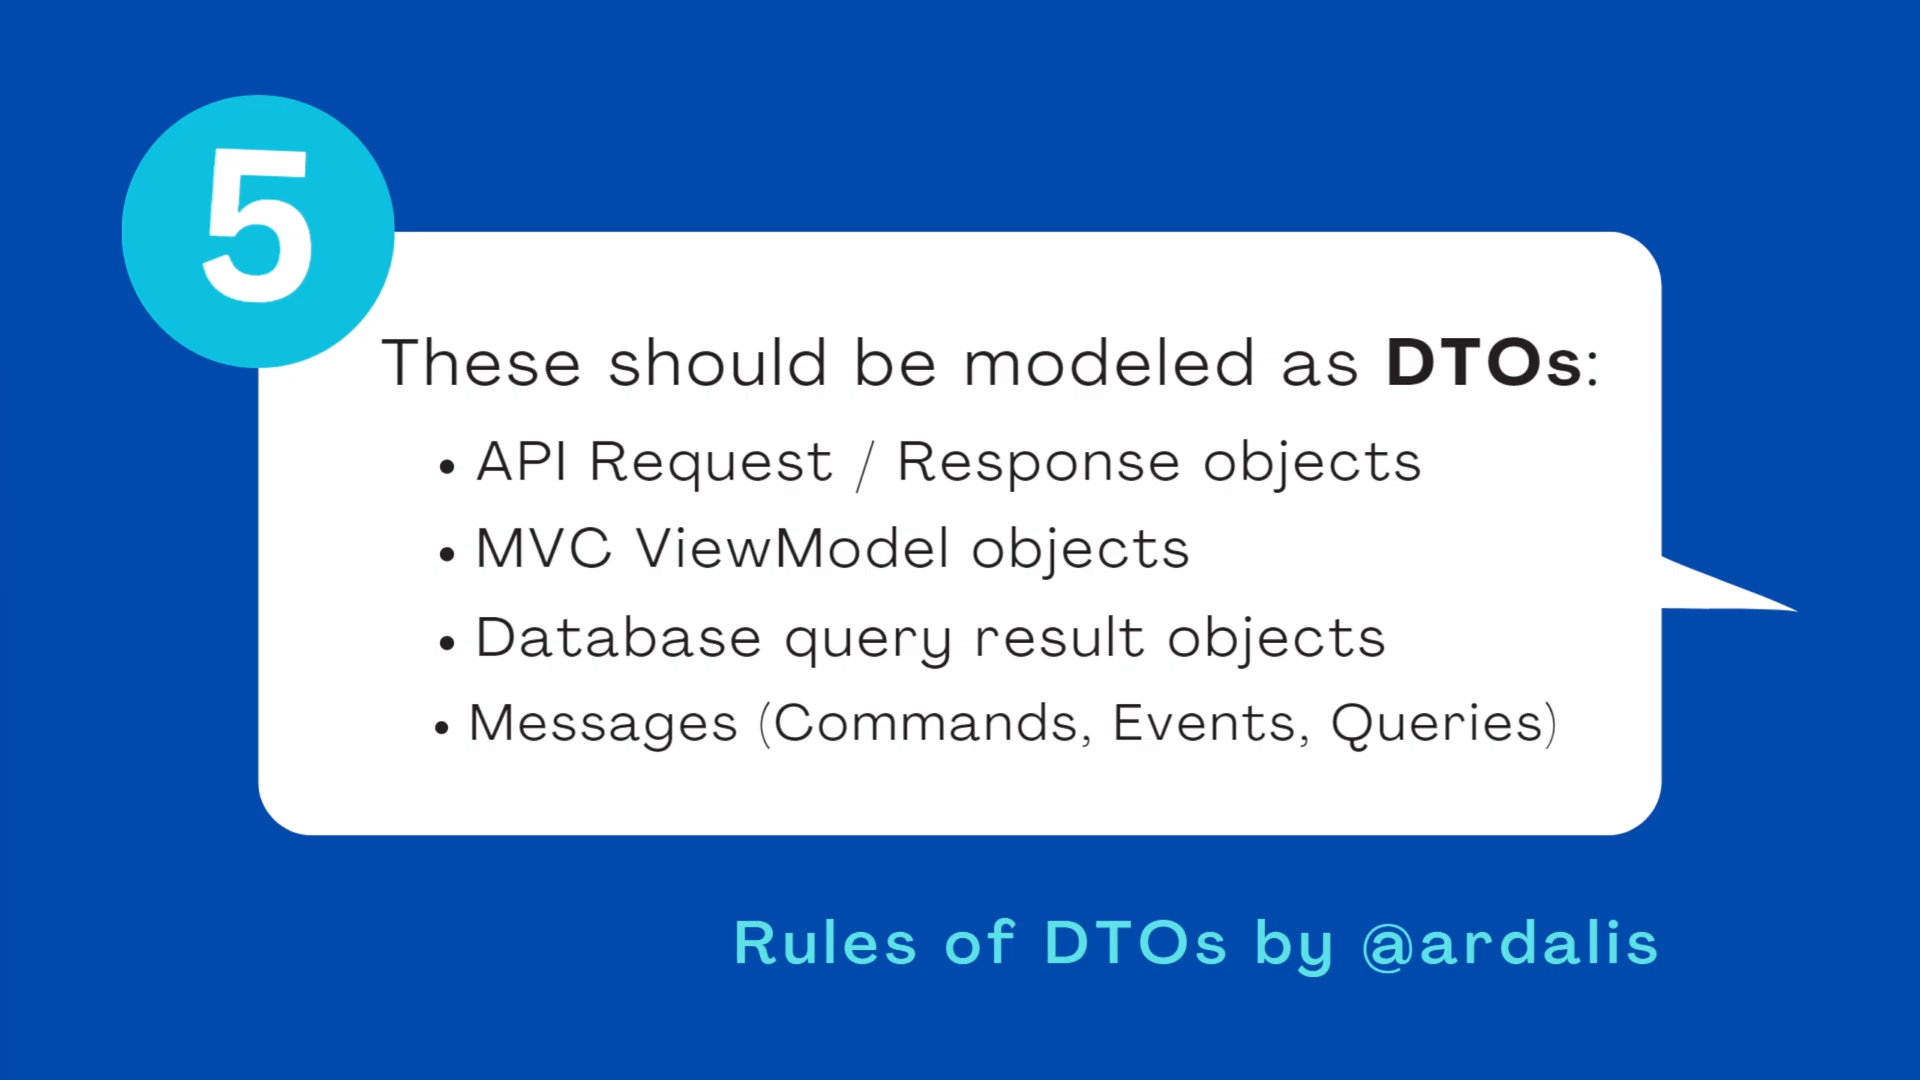 5
These should be modeled as DTOs:
• API Request / Response objects
• MVC ViewModel objects
• Database query result objects
• Messages (Commands, Events, Queries)
Rules of DTOs by @ardalis